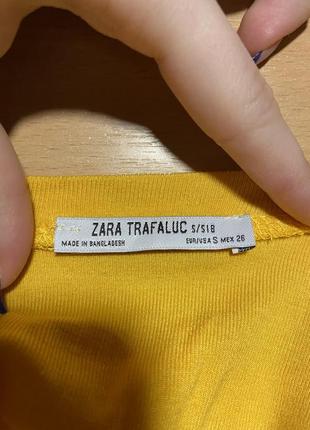 ZARA TRAFALUC S/S18
MADE IN BANGLADESH EUR/USA S MEX 26